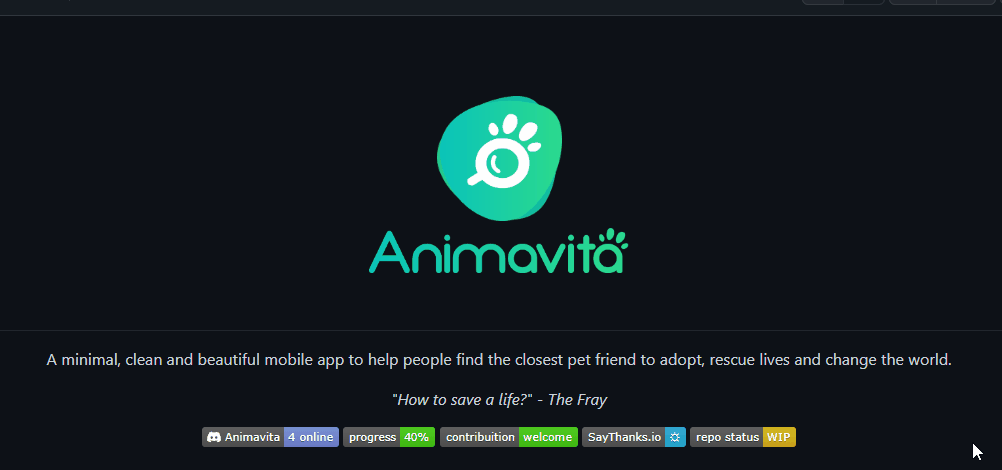 Animavita
A minimal, clean and beautiful mobile app to help people find the closest pet friend to adopt, rescue lives and change the world.
"How to save a life?" - The Fray
Animavita 4 online progress 40% contribuition welcome SayThanks.io ☼ repo status WIP